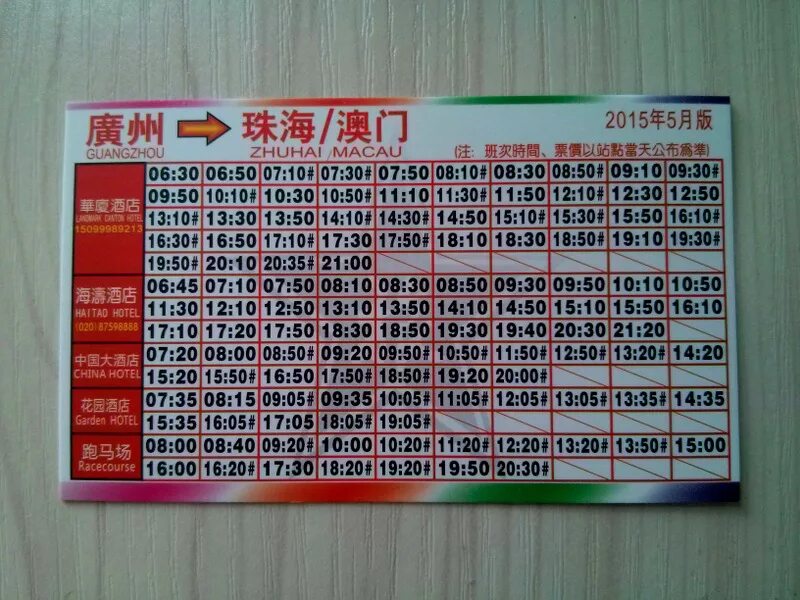 廣州 珠海/澳门 2015年5月版
GUANGZHOU ZHUHAI MACAU (注: 班次時間、票價以站點當天公布爲準)
華廈酒店
LANDMARK CANTON HOTEL
15099989213
06:30 06:50 07:10# 07:30# 07:50 08:10# 08:30 08:50# 09:10 09:30#
09:50 10:10# 10:30 10:50# 11:10 11:30# 11:50 12:10# 12:30 12:50
13:10# 13:30 13:50 14:10# 14:30# 14:50 15:10# 15:30 15:50# 16:10
16:30# 16:50 17:10# 17:30 17:50# 18:10 18:30 18:50# 19:10 19:30#
19:50# 20:10 20:35# 21:00
海濤酒店
HAITAO HOTEL
(020)87598888
06:45 07:10 07:50 08:10 08:30 08:50 09:30 09:50 10:10 10:50
11:30 12:10 12:50 13:10 13:50 14:10 14:50 15:10 15:50 16:10
17:10 17:20 17:50 18:30 18:50 19:30 19:40 20:30 21:20
中国大酒店
CHINA HOTEL
07:20 08:00 08:50# 09:20 09:50# 10:50# 11:50# 12:50# 13:20# 14:20
15:20 15:50# 16:50 17:50# 18:50# 19:20 20:00#
花园酒店
Garden HOTEL
07:35 08:15 09:05# 09:35 10:05# 11:05# 12:05# 13:05# 13:35# 14:35
15:35 16:05# 17:05 18:05# 19:05#
跑马场
Racecourse
08:00 08:40 09:20# 10:00 10:20# 11:20# 12:20# 13:20# 13:50# 15:00
16:00 16:20# 17:30 18:20# 19:20# 19:50 20:30#